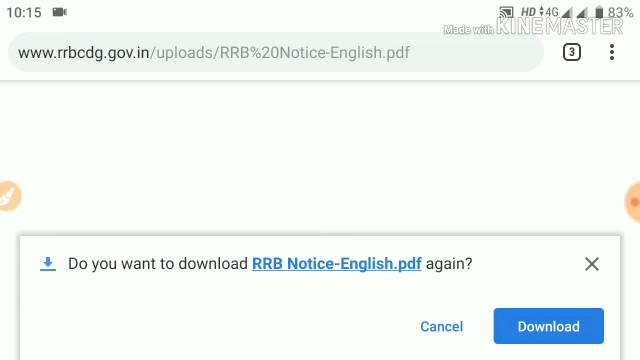 10:15 HD 4G 83%
Made with KINEMASTER
www.rrbcdg.gov.in/uploads/RRB%20Notice-English.pdf 3
Do you want to download RRB Notice-English.pdf again?
Cancel Download